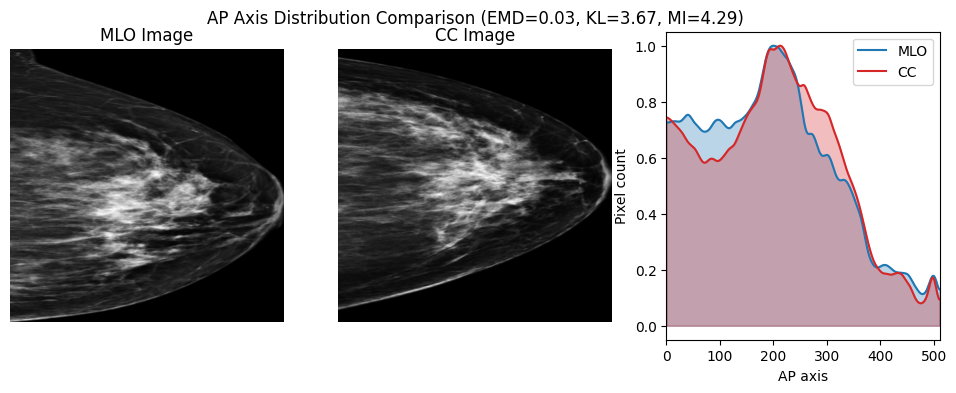 AP Axis Distribution Comparison (EMD=0.03, KL=3.67, MI=4.29)
MLO Image
CC Image
MLO
CC
Pixel count
1.0
0.8
0.6
0.4
0.2
0.0
0 100 200 300 400 500
AP axis